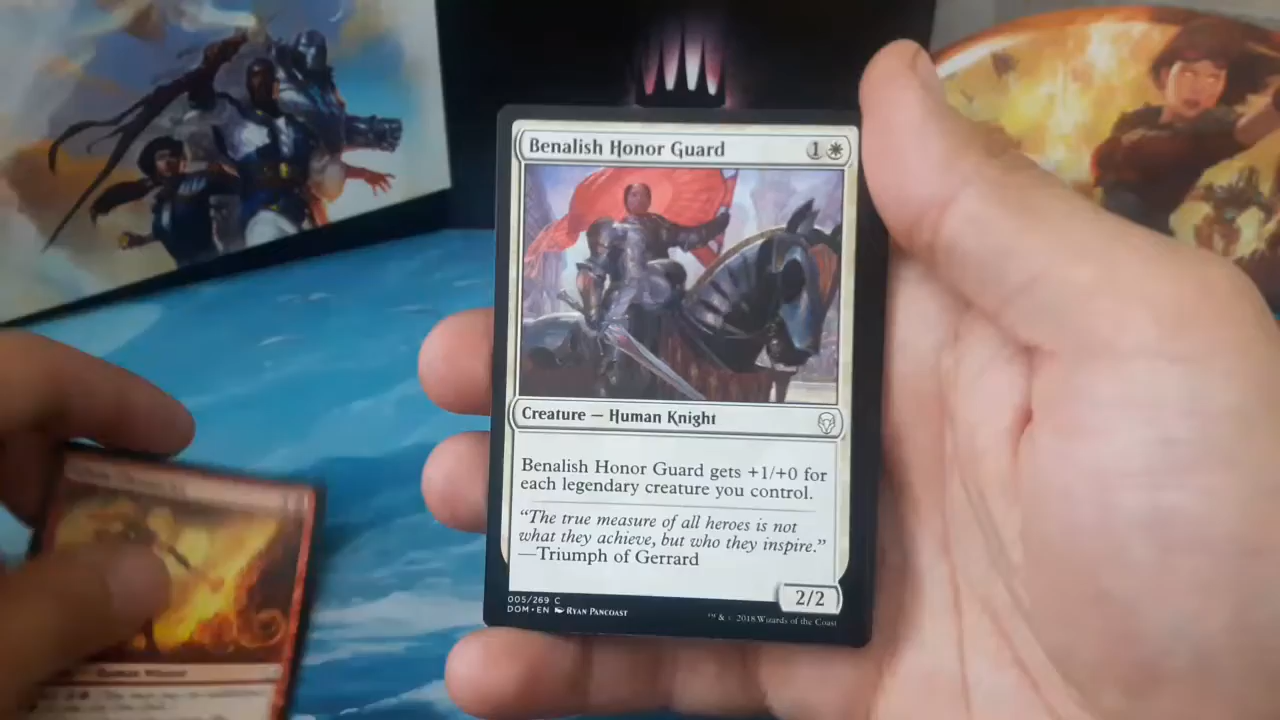 Benalish Honor Guard 1
Creature — Human Knight
Benalish Honor Guard gets +1/+0 for
each legendary creature you control.
“The true measure of all heroes is not
what they achieve, but who they inspire.”
—Triumph of Gerrard
2/2
005/269 C
DOM • EN RYAN PANCOAST
™ & © 2018 Wizards of the Coast